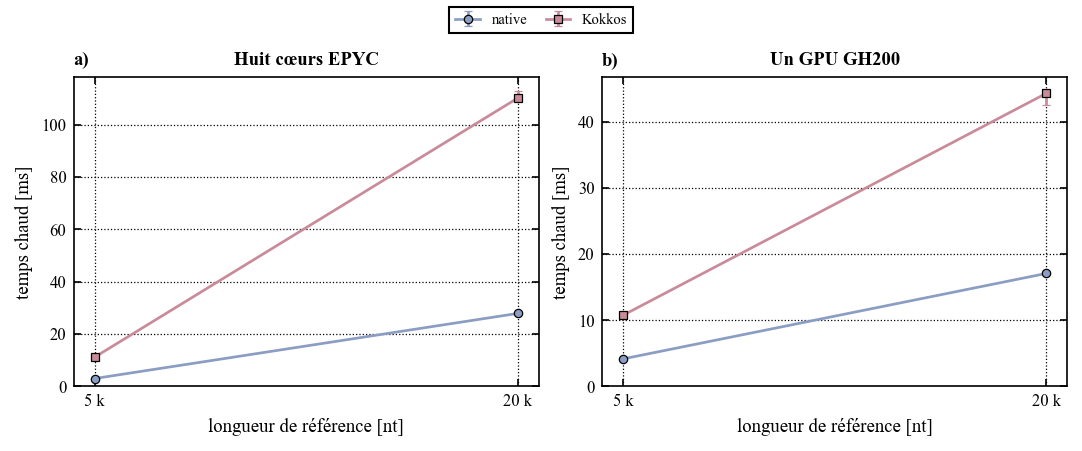 native Kokkos
a) Huit cœurs EPYC
100
80
60
40
20
0
temps chaud [ms]
5 k 20 k
longueur de référence [nt]
b) Un GPU GH200
40
30
20
10
0
temps chaud [ms]
5 k 20 k
longueur de référence [nt]